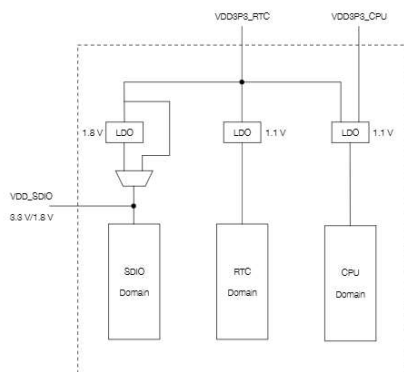 VDD3P3_RTC
VDD3P3_CPU
1.8 V
LDO
LDO
1.1 V
LDO
1.1 V
VDD_SDIO
3.3 V/1.8 V
SDIO
Domain
RTC
Domain
CPU
Domain